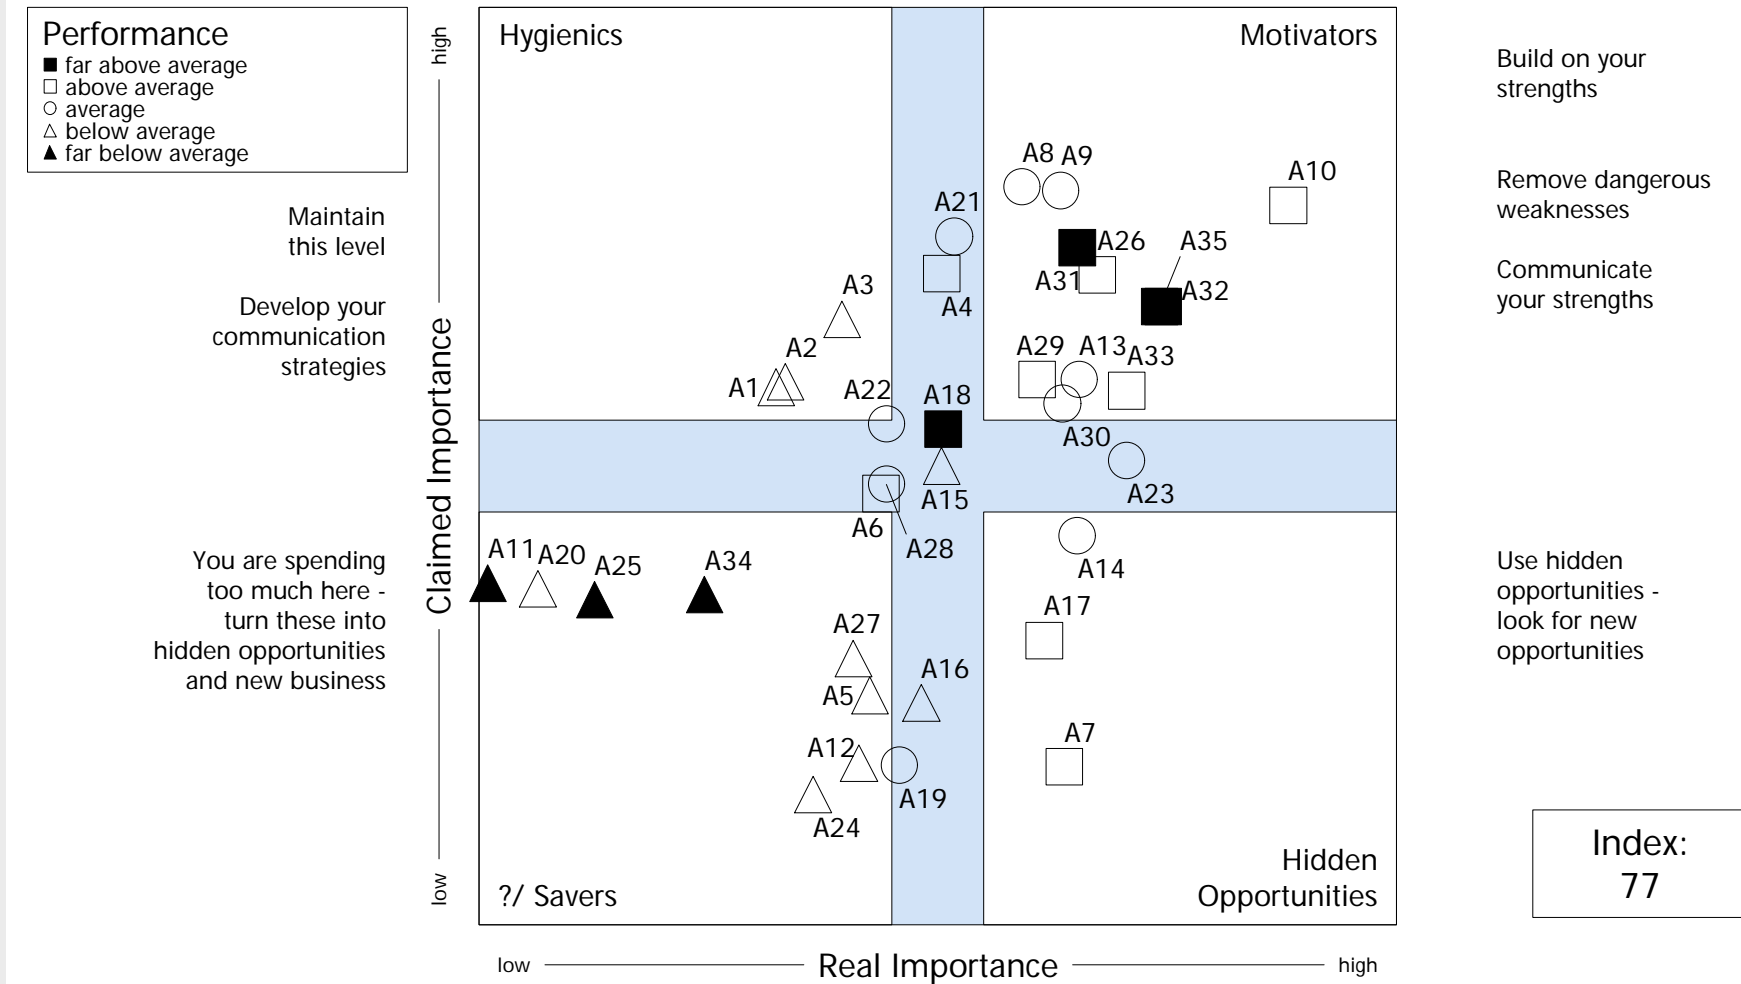 Performance
far above average
above average
average
below average
far below average
Maintain
this level
Develop your
communication
strategies
You are spending
too much here -
turn these into
hidden opportunities
and new business
high
Claimed Importance
low
Hygienics
Motivators
A8
A9
A10
A21
A26
A35
A31
A3
A4
A32
A2
A29
A13
A33
A1
A22
A18
A30
A15
A23
A6
A28
A11
A20
A25
A34
A14
A17
A27
A16
A5
A7
A12
A19
A24
?/ Savers
Hidden
Opportunities
low
Real Importance
high
Build on your
strengths
Remove dangerous
weaknesses
Communicate
your strengths
Use hidden
opportunities -
look for new
opportunities
Index:
77